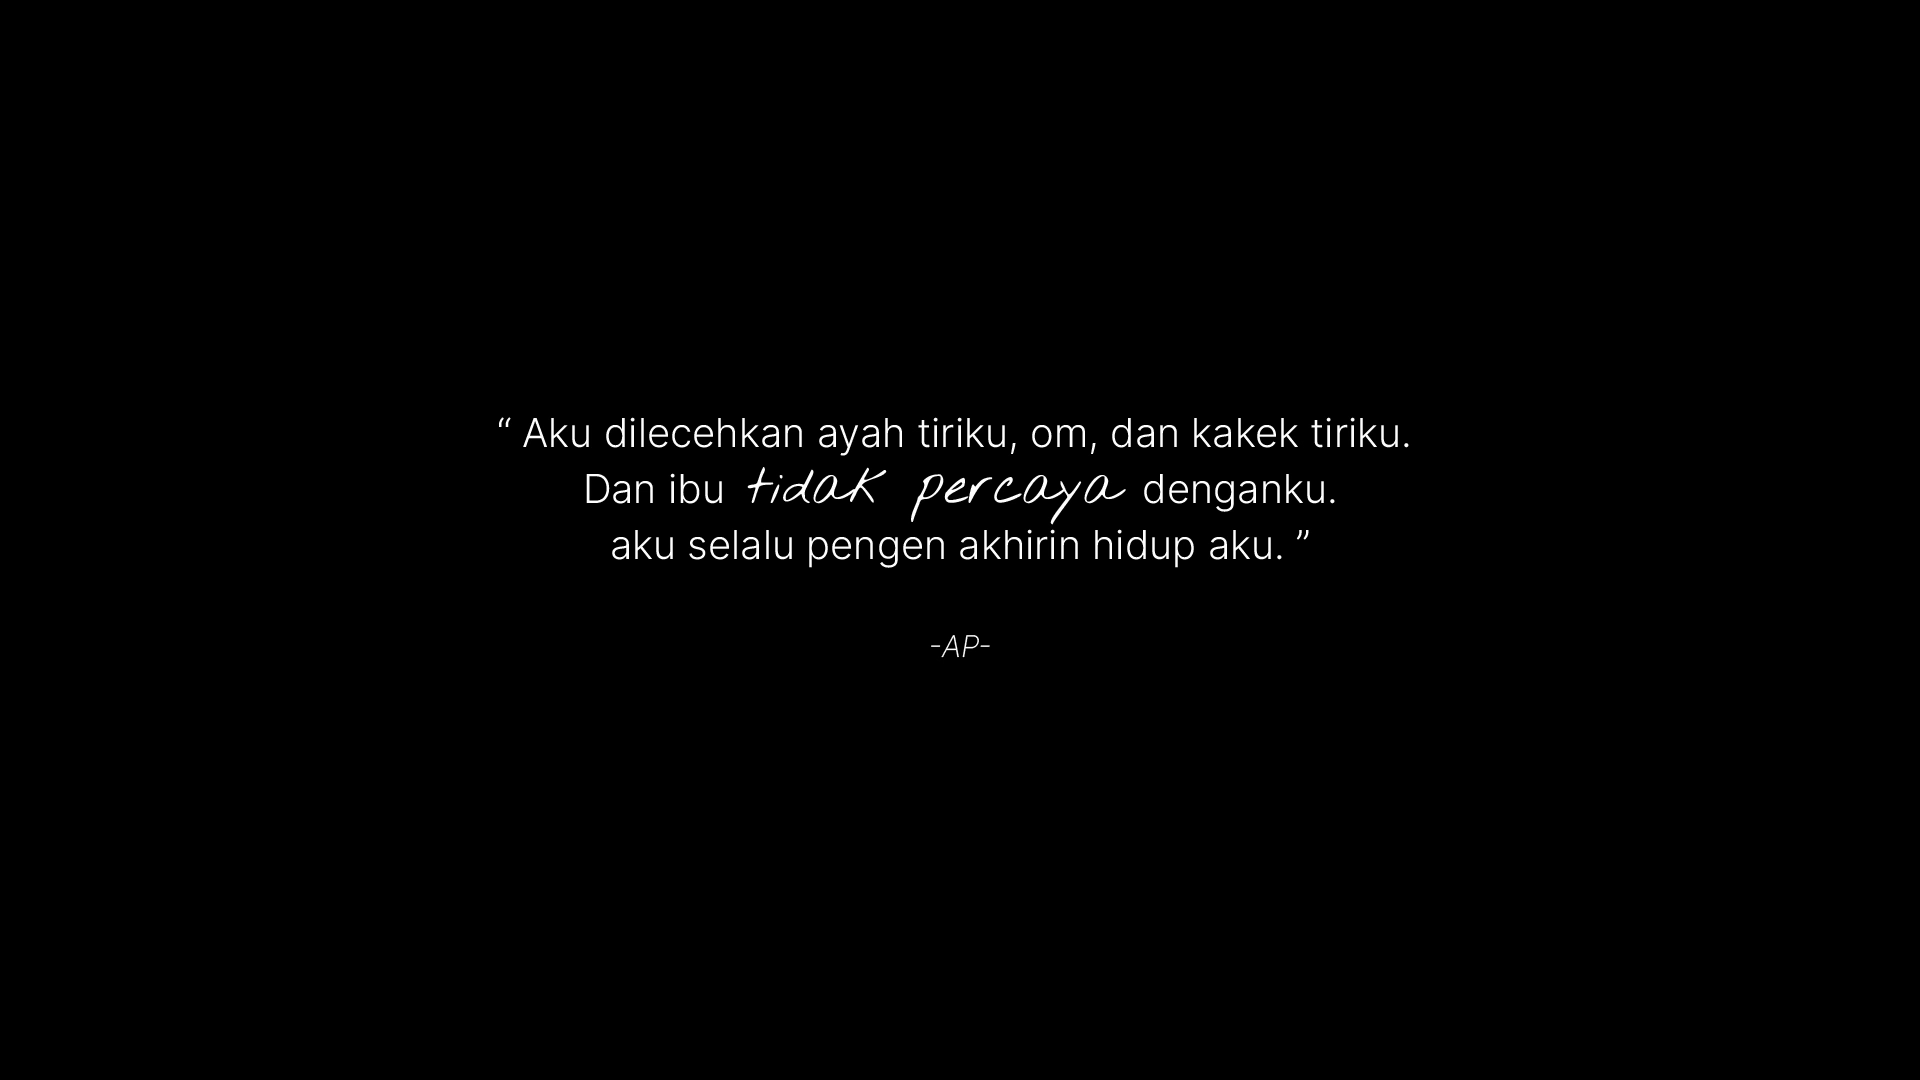 “ Aku dilecehkan ayah tiriku, om, dan kakek tiriku.
Dan ibu tidak percaya denganku.
aku selalu pengen akhirin hidup aku. ”
-AP-